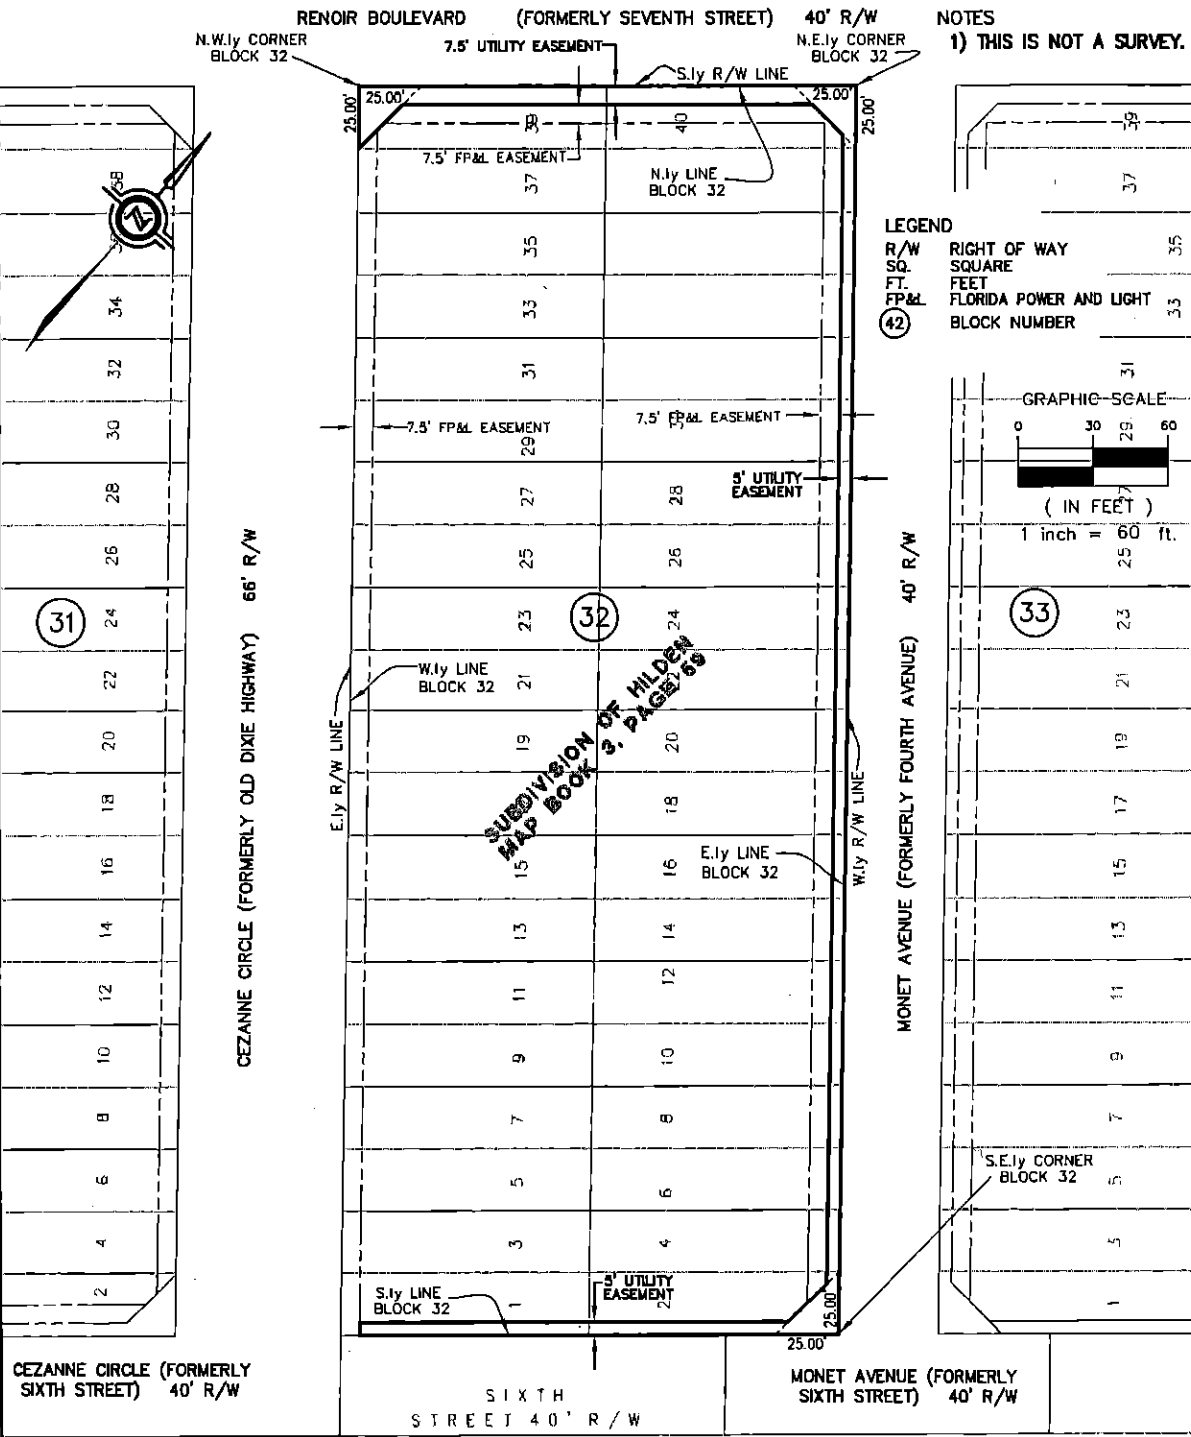 RENOIR BOULEVARD (FORMERLY SEVENTH STREET) 40' R/W
NOTES
1) THIS IS NOT A SURVEY.
N.W.ly CORNER
BLOCK 32
7.5' UTILITY EASEMENT
N.E.ly CORNER
BLOCK 32
S.ly R/W LINE
25.00'
25.00'
25.00'
25.00'
7.5' FP&L EASEMENT
N.ly LINE
BLOCK 32
LEGEND
R/W RIGHT OF WAY
SQ. SQUARE
FT. FEET
FP&L FLORIDA POWER AND LIGHT
42 BLOCK NUMBER
GRAPHIC SCALE
0 30 60
( IN FEET )
1 inch = 60 ft.
7.5' FP&L EASEMENT
7.5' FP&L EASEMENT
5' UTILITY
EASEMENT
31
32
33
CEZANNE CIRCLE (FORMERLY OLD DIXIE HIGHWAY) 66' R/W
E.ly R/W LINE
W.ly LINE
BLOCK 32
SUBDIVISION OF HILDEN
MAP BOOK 3, PAGE 69
E.ly LINE
BLOCK 32
W.ly R/W LINE
MONET AVENUE (FORMERLY FOURTH AVENUE) 40' R/W
S.E.ly CORNER
BLOCK 32
S.ly LINE
BLOCK 32
5' UTILITY
EASEMENT
25.00'
25.00'
38
34
32
30
28
26
24
22
20
18
16
14
12
10
8
6
4
2
39
37
35
33
31
29
27
25
23
21
19
15
13
11
9
7
5
3
1
40
28
26
24
20
18
16
14
12
10
8
6
4
2
39
37
35
33
31
29
27
25
23
21
19
17
15
13
11
9
7
5
1
CEZANNE CIRCLE (FORMERLY
SIXTH STREET) 40' R/W
SIXTH
STREET 40' R/W
MONET AVENUE (FORMERLY
SIXTH STREET) 40' R/W